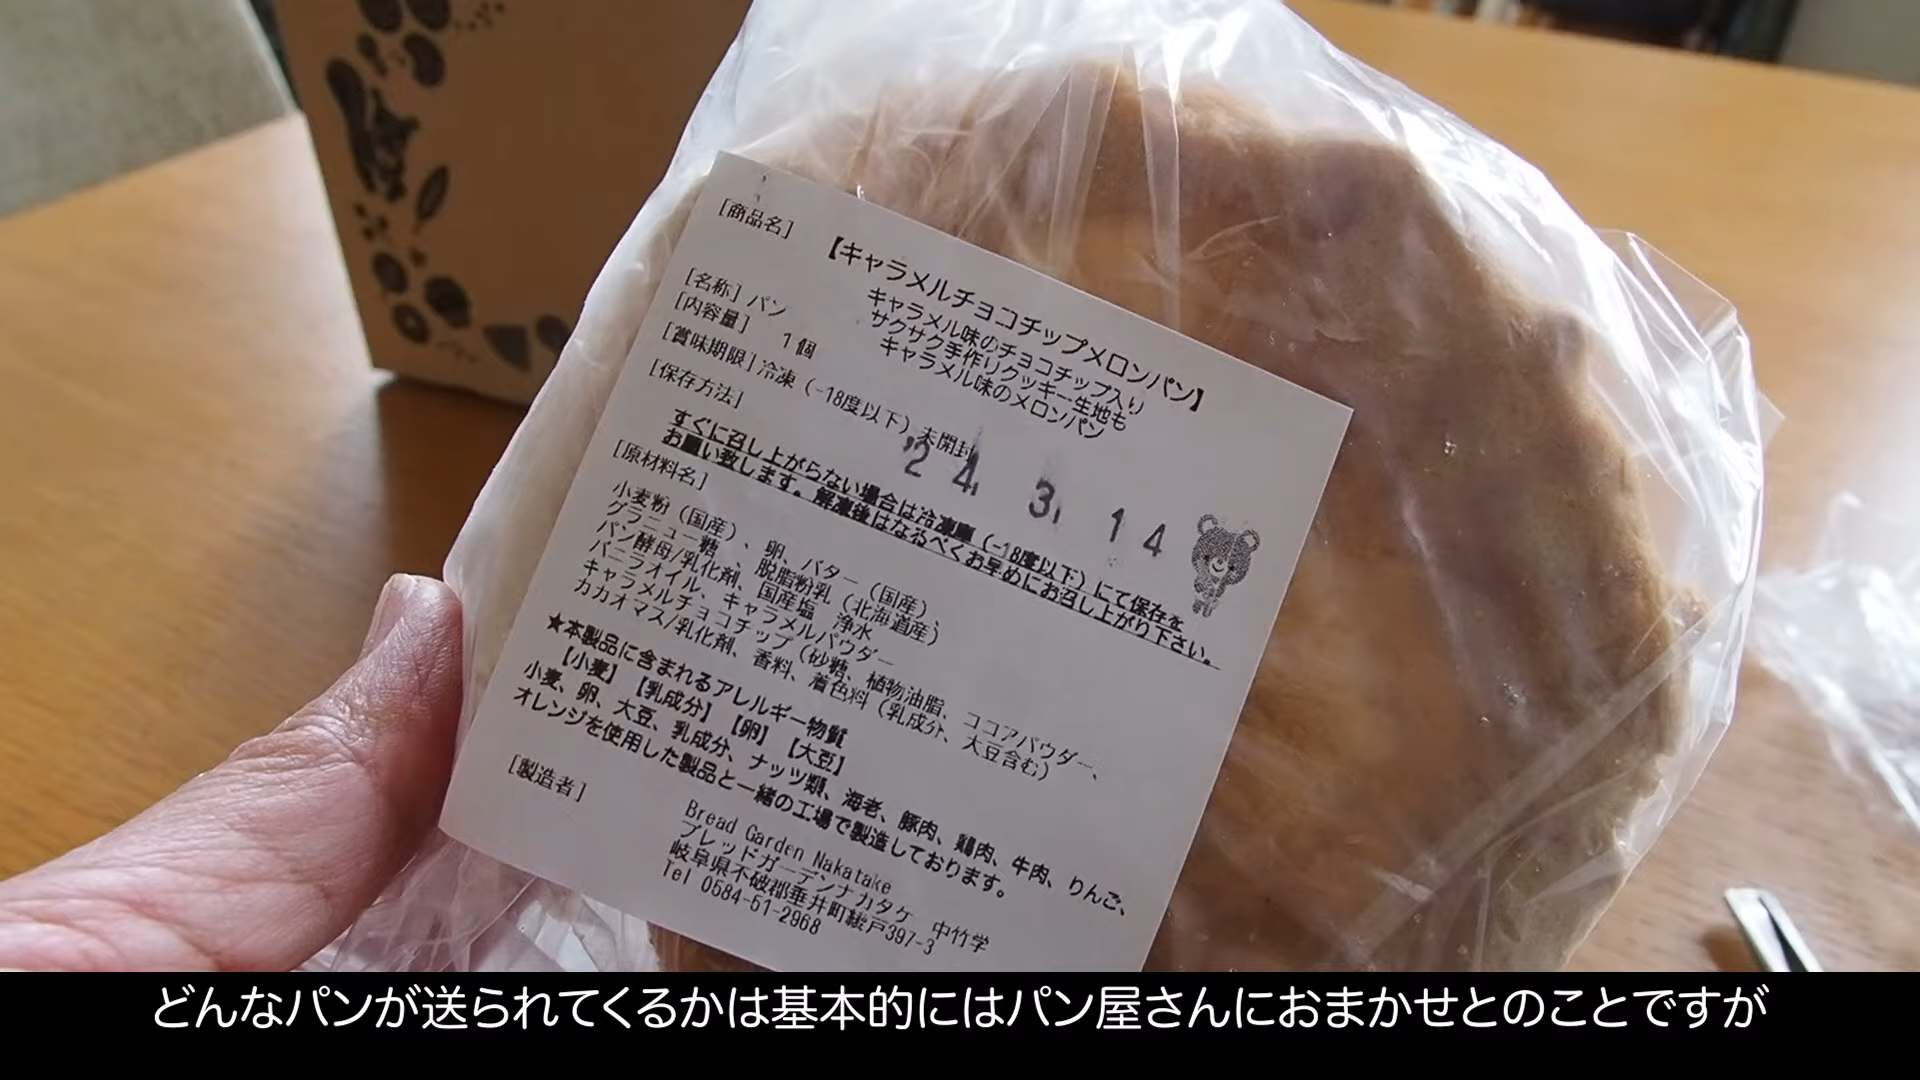 [商品名]
【キャラメルチョコチップメロンパン】
キャラメル味のチョコチップ入り
サクサク手作りクッキー生地も
キャラメル味のメロンパン
[名称] パン
[内容量] 1個
[賞味期限] 冷凍(-18度以下)未開封
'24. 3. 14
[保存方法]
すぐに召し上がらない場合は冷凍庫(-18度以下)にて保存を
お願い致します。解凍後はなるべくお早めにお召し上がり下さい。
[原材料名]
小麦粉(国産)、卵、バター(国産)
グラニュー糖、脱脂粉乳(北海道産)
パン酵母/乳化剤、国産塩 浄水
バニラオイル、キャラメルパウダー
キャラメルチョコチップ(砂糖、植物油脂、ココアパウダー、
カカオマス/乳化剤、香料、着色料(乳成分、大豆含む)
★本製品に含まれるアレルギー物質
【小麦】【乳成分】【卵】【大豆】
小麦、卵、大豆、乳成分、ナッツ類、海老、豚肉、鶏肉、牛肉、りんご、
オレンジを使用した製品と一緒の工場で製造しております。
[製造者]
Bread Garden Nakatake
ブレッドガーデンナカタケ 中竹学
岐阜県不破郡垂井町綾戸397-3
Tel 0584-51-2968
どんなパンが送られてくるかは基本的にはパン屋さんにおまかせとのことですが